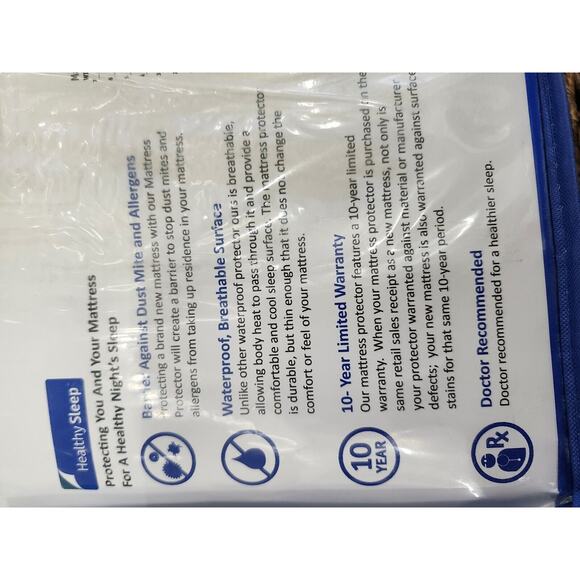 HealthySleep
Protecting You And Your Mattress
For A Healthy Night's Sleep
Barrier Against Dust Mite and Allergens
Protecting a brand new mattress with our Mattress
Protector will create a barrier to stop dust mites and
allergens from taking up residence in your mattress.
Waterproof, Breathable Surface
Unlike other waterproof protector ours is breathable,
allowing body heat to pass through it and provide a
comfortable and cool sleep surface. The mattress protector
is durable, but thin enough that it does not change the
comfort or feel of your mattress.
10 YEAR
10- Year Limited Warranty
Our mattress protector features a 10-year limited
warranty. When your mattress protector is purchased on the
same retail sales receipt as a new mattress, not only is
your protector warranted against material or manufacturer
defects; your new mattress is also warranted against surface
stains for that same 10-year period.
Rx
Doctor Recommended
Doctor recommended for a healthier sleep.